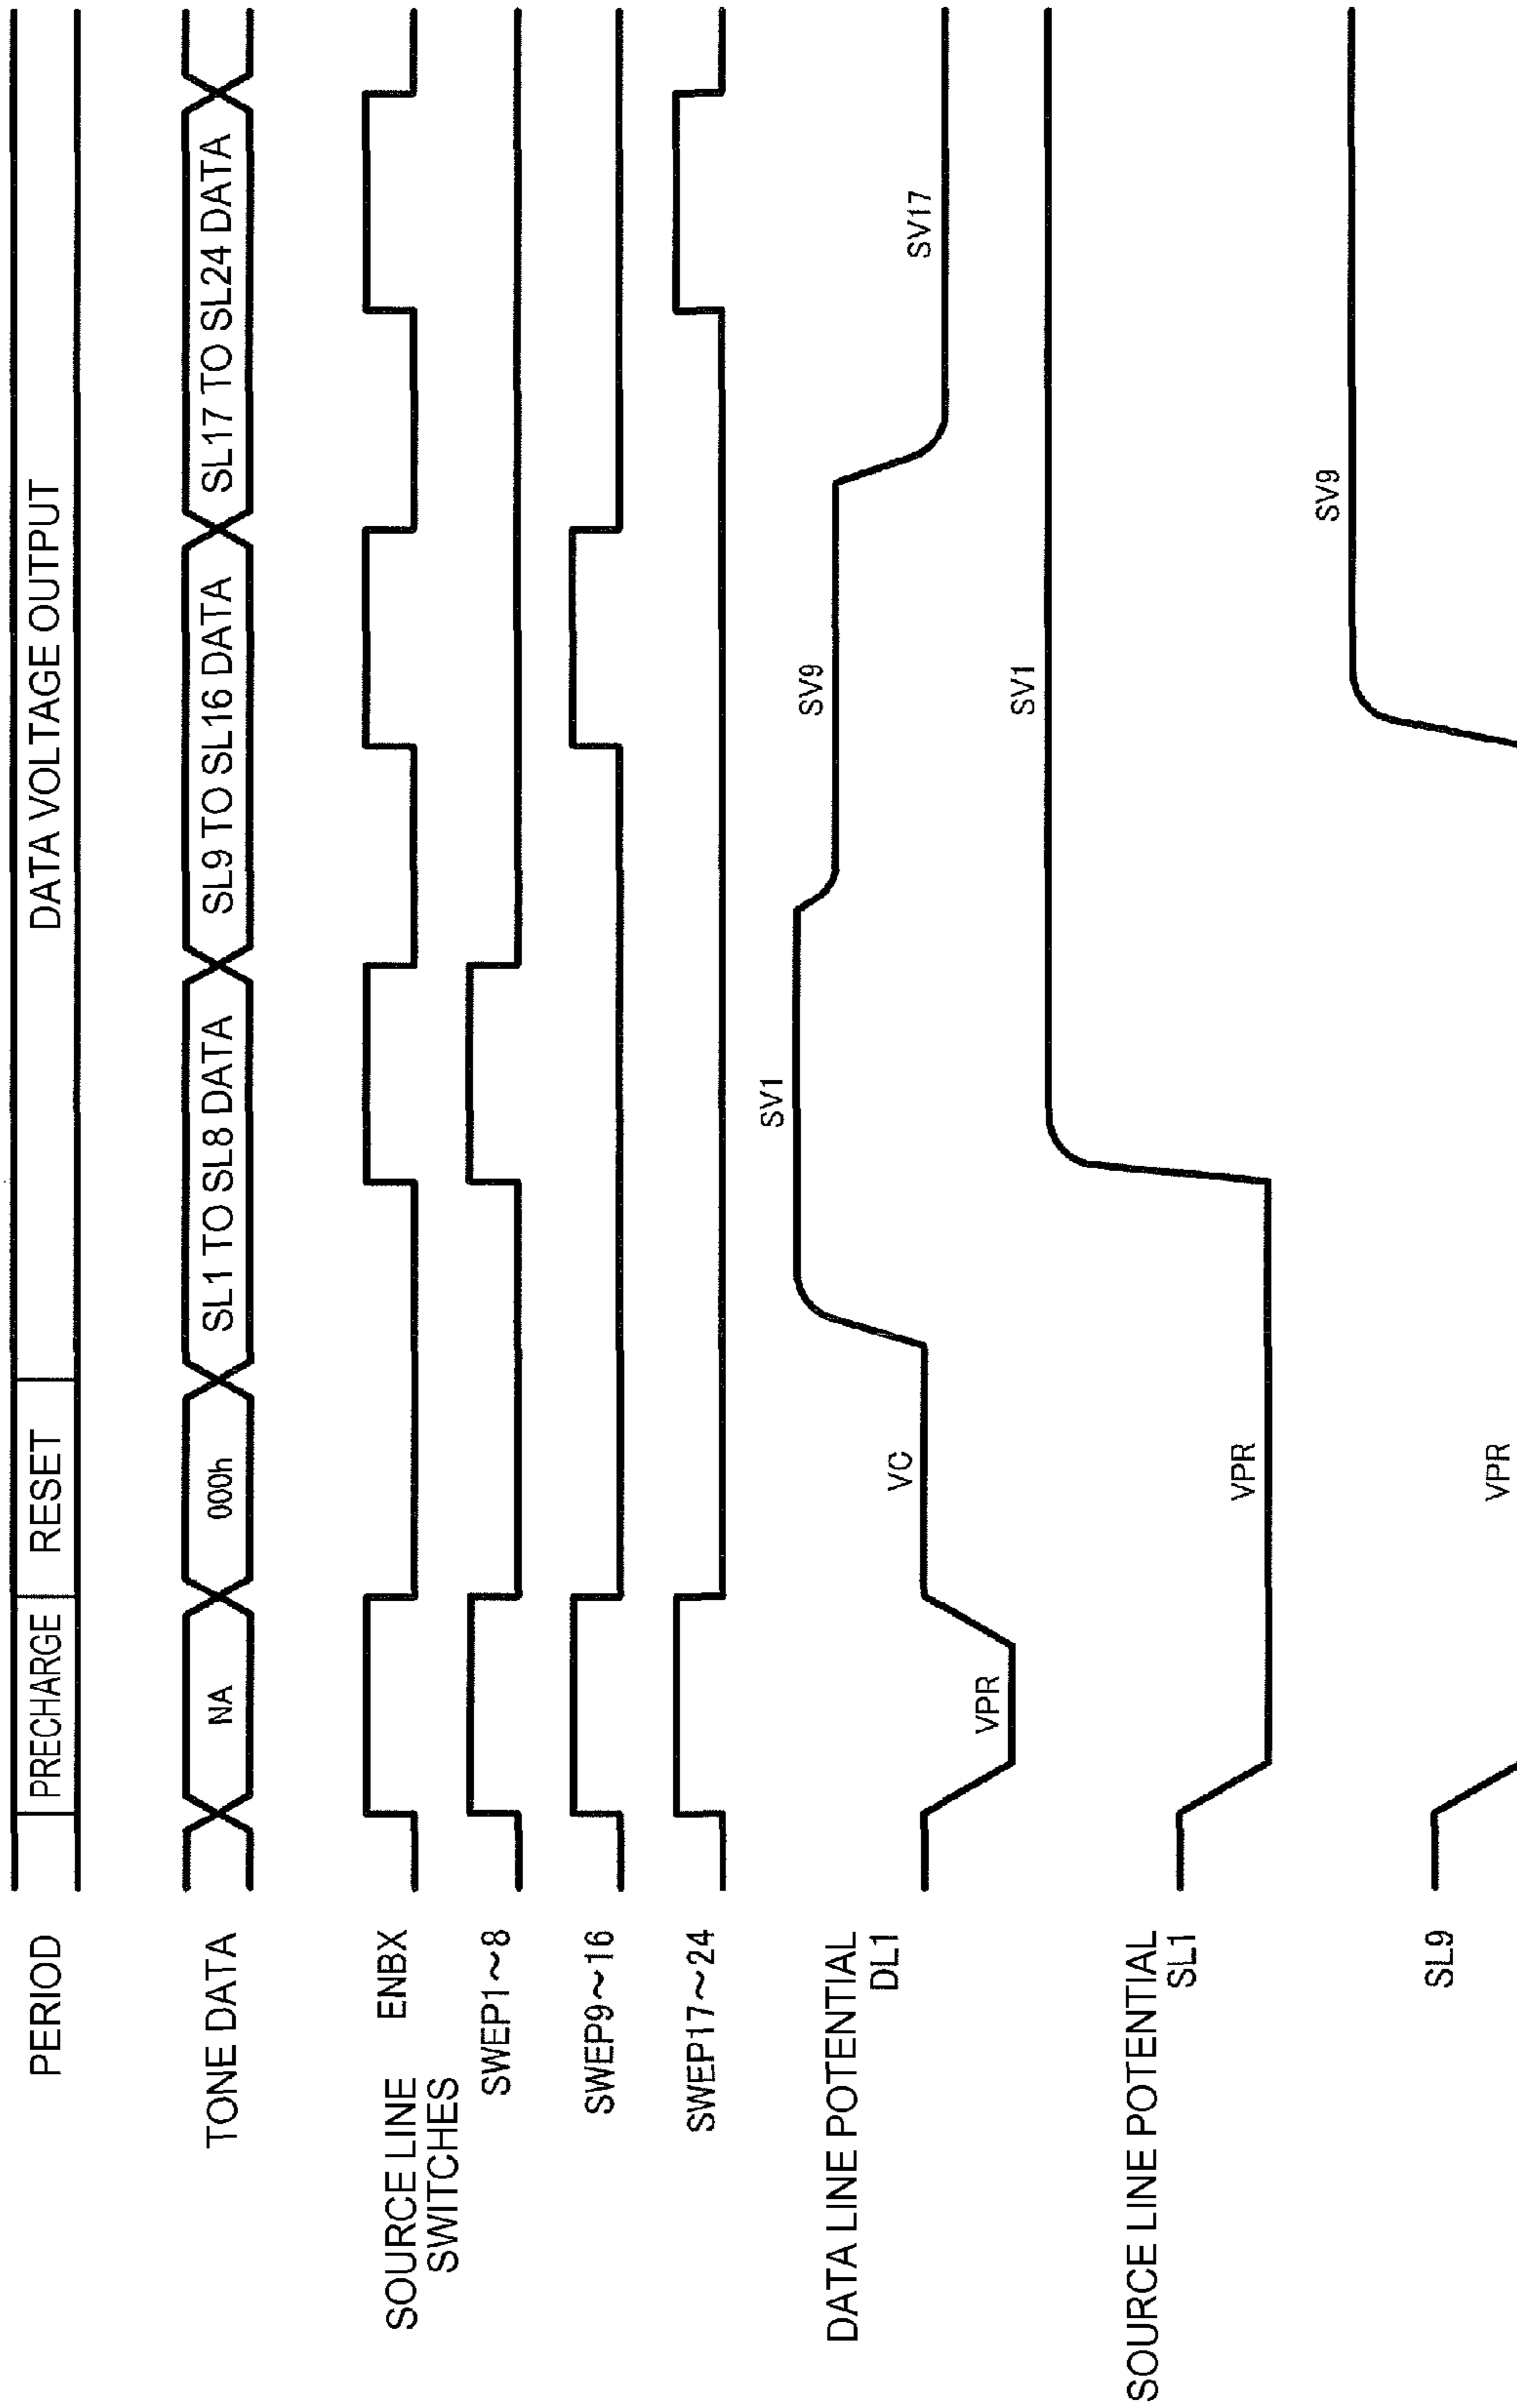 PERIOD
PRECHARGE
RESET
DATA VOLTAGE OUTPUT
TONE DATA
NA
000h
SL1 TO SL8 DATA
SL9 TO SL16 DATA
SL17 TO SL24 DATA
SOURCE LINE
SWITCHES
ENBX
SWEP1~8
SWEP9~16
SWEP17~24
DATA LINE POTENTIAL
DL1
VPR
VC
SV1
SV9
SV17
SOURCE LINE POTENTIAL
SL1
VPR
SV1
SL9
VPR
SV9